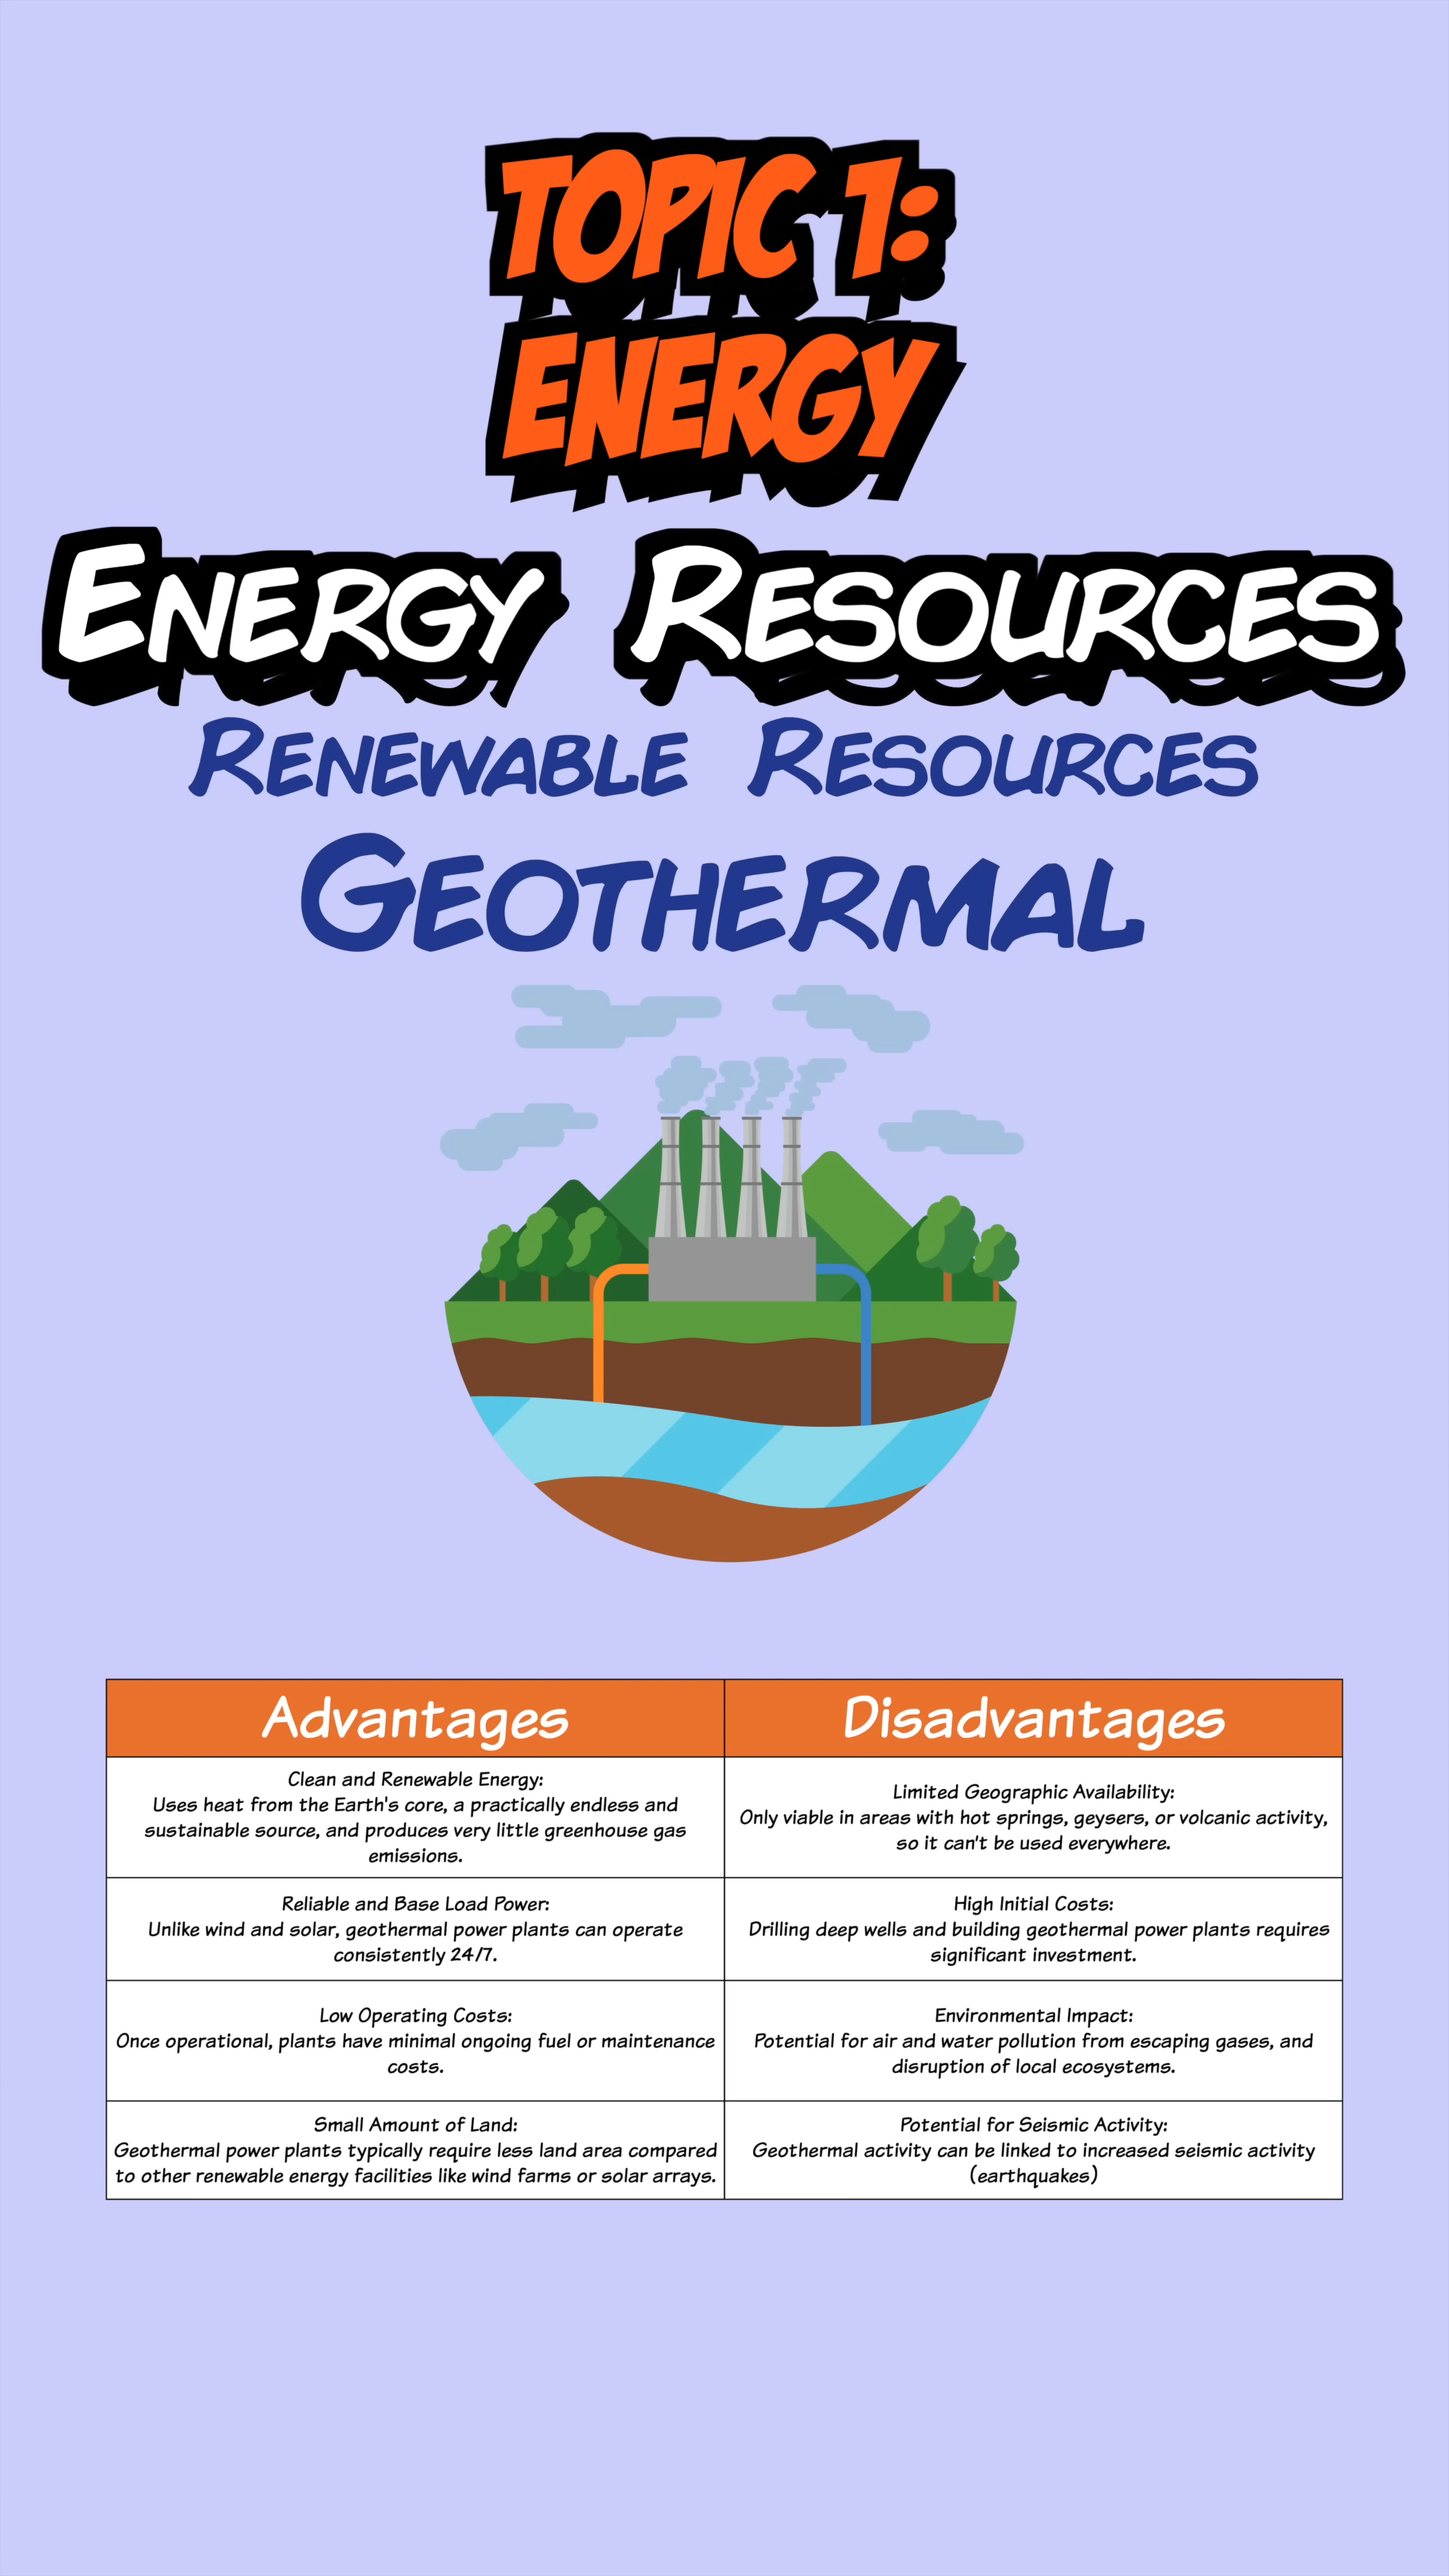 TOPIC 1:
ENERGY
ENERGY RESOURCES
RENEWABLE RESOURCES
GEOTHERMAL
Advantages
Disadvantages
Clean and Renewable Energy:
Uses heat from the Earth's core, a practically endless and
sustainable source, and produces very little greenhouse gas
emissions.
Limited Geographic Availability:
Only viable in areas with hot springs, geysers, or volcanic activity,
so it can't be used everywhere.
Reliable and Base Load Power:
Unlike wind and solar, geothermal power plants can operate
consistently 24/7.
High Initial Costs:
Drilling deep wells and building geothermal power plants requires
significant investment.
Low Operating Costs:
Once operational, plants have minimal ongoing fuel or maintenance
costs.
Environmental Impact:
Potential for air and water pollution from escaping gases, and
disruption of local ecosystems.
Small Amount of Land:
Geothermal power plants typically require less land area compared
to other renewable energy facilities like wind farms or solar arrays.
Potential for Seismic Activity:
Geothermal activity can be linked to increased seismic activity
(earthquakes)